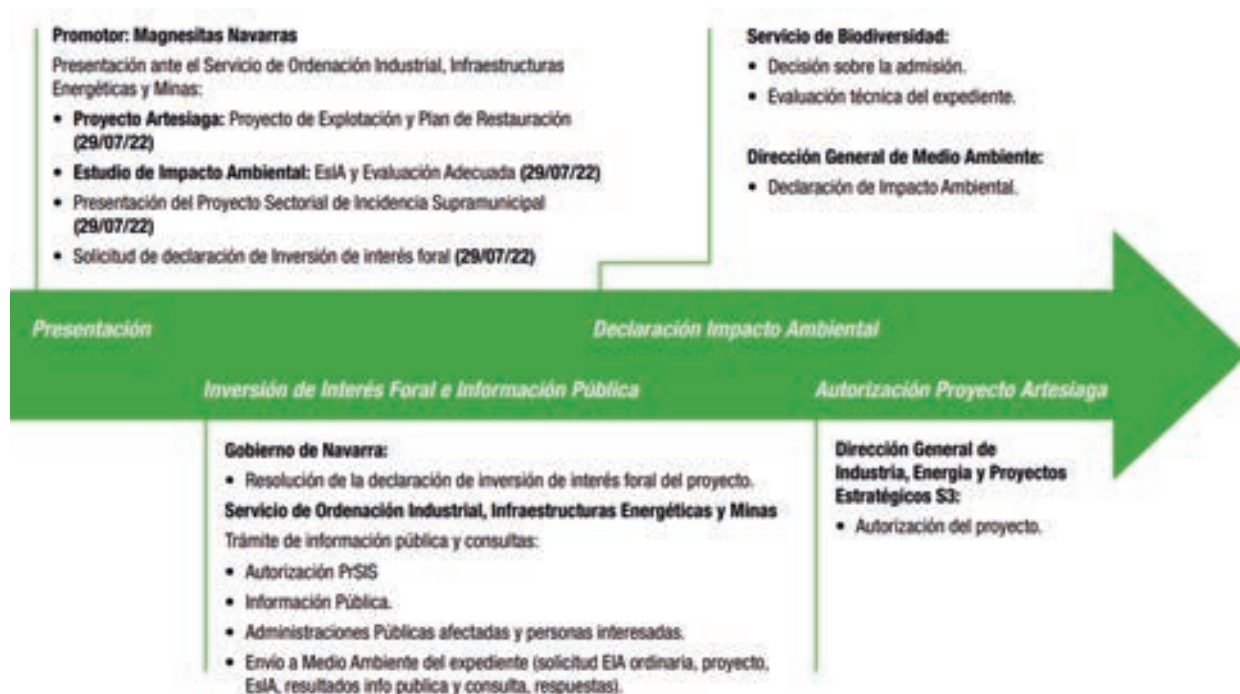 Promotor: Magnesitas Navarras
Presentación ante el Servicio de Ordenación Industrial, Infraestructuras
Energéticas y Minas:
• Proyecto Artesiaga: Proyecto de Explotación y Plan de Restauración
(29/07/22)
• Estudio de Impacto Ambiental: EsIA y Evaluación Adecuada (29/07/22)
• Presentación del Proyecto Sectorial de Incidencia Supramunicipal
(29/07/22)
• Solicitud de declaración de Inversión de interés foral (29/07/22)
Servicio de Biodiversidad:
• Decisión sobre la admisión.
• Evaluación técnica del expediente.
Dirección General de Medio Ambiente:
• Declaración de Impacto Ambiental.
Presentación
Declaración Impacto Ambiental
Inversión de Interés Foral e Información Pública
Autorización Proyecto Artesiaga
Gobierno de Navarra:
• Resolución de la declaración de inversión de interés foral del proyecto.
Servicio de Ordenación Industrial, Infraestructuras Energéticas y Minas
Trámite de información pública y consultas:
• Autorización PrSIS
• Información Pública.
• Administraciones Públicas afectadas y personas interesadas.
• Envío a Medio Ambiente del expediente (solicitud EIA ordinaria, proyecto,
EsIA, resultados info publica y consulta, respuestas).
Dirección General de
Industria, Energía y Proyectos
Estratégicos S3:
• Autorización del proyecto.